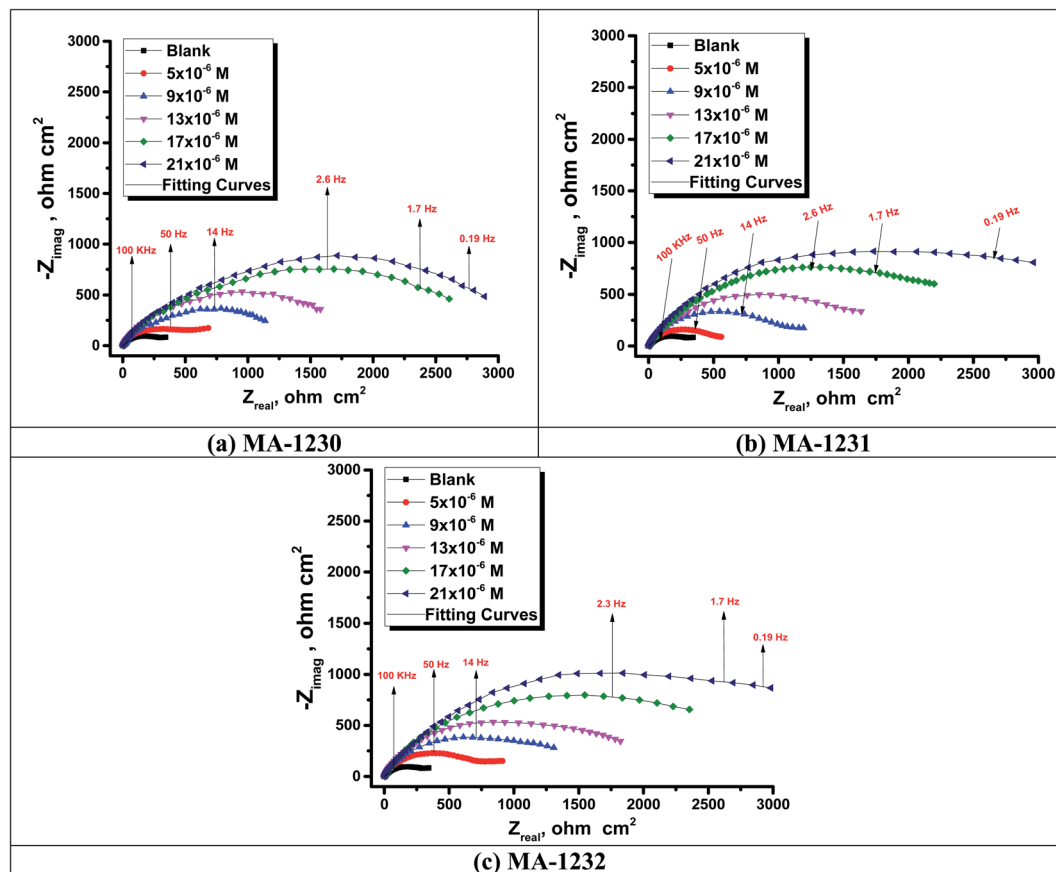 3000
2500
2000
1500
1000
500
0
-Z_imag , ohm cm²
Blank
5x10⁻⁶ M
9x10⁻⁶ M
13x10⁻⁶ M
17x10⁻⁶ M
21x10⁻⁶ M
Fitting Curves
100 KHz
50 Hz
14 Hz
2.6 Hz
1.7 Hz
0.19 Hz
0 500 1000 1500 2000 2500 3000
Z_real, ohm cm²
(a) MA-1230
3000
2500
2000
1500
1000
500
0
-Z_imag , ohm cm²
Blank
5x10⁻⁶ M
9x10⁻⁶ M
13x10⁻⁶ M
17x10⁻⁶ M
21x10⁻⁶ M
Fitting Curves
100 KHz
50 Hz
14 Hz
2.6 Hz
1.7 Hz
0.19 Hz
0 500 1000 1500 2000 2500 3000
Z_real, ohm cm²
(b) MA-1231
3000
2500
2000
1500
1000
500
0
-Z_imag , ohm cm²
Blank
5x10⁻⁶ M
9x10⁻⁶ M
13x10⁻⁶ M
17x10⁻⁶ M
21x10⁻⁶ M
Fitting Curves
100 KHz
50 Hz
14 Hz
2.3 Hz
1.7 Hz
0.19 Hz
0 500 1000 1500 2000 2500 3000
Z_real, ohm cm²
(c) MA-1232